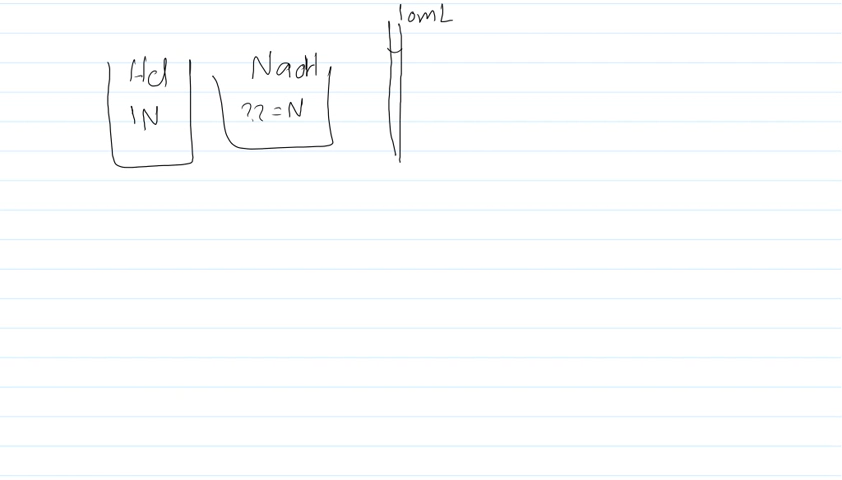 10mL
Hcl
1N
NaoH
?? = N